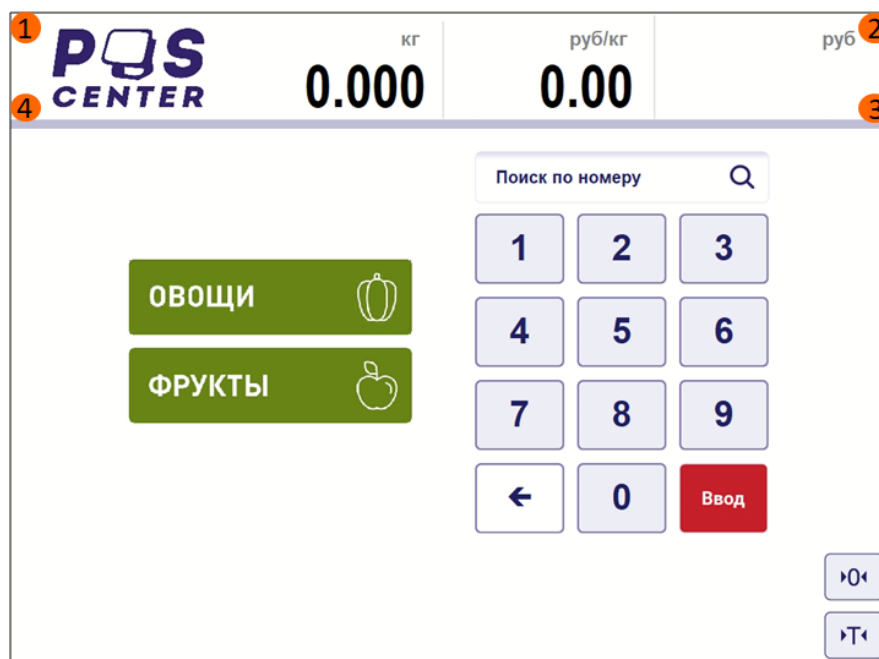 1
2
POS
CENTER
кг
0.000
руб/кг
0.00
руб
4
3
Поиск по номеру
1 2 3
ОВОЩИ
4 5 6
ФРУКТЫ
7 8 9
0 Ввод
0
T